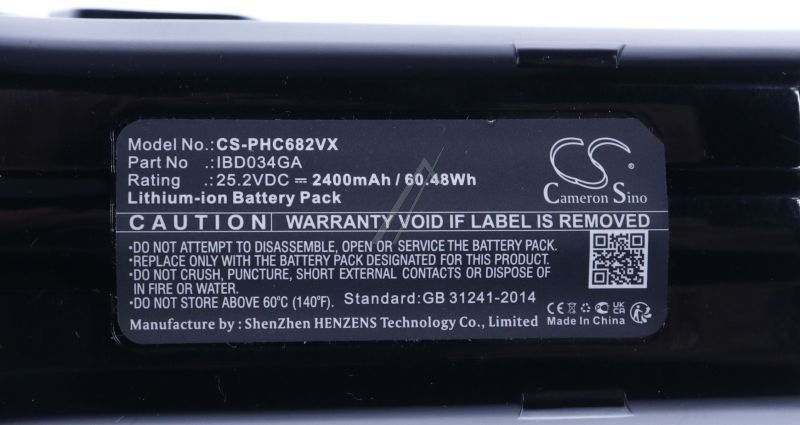 Model No.: CS-PHC682VX
Part No : IBD034GA
Rating : 25.2VDC ⎓ 2400mAh / 60.48Wh
Lithium-ion Battery Pack
CS
Cameron Sino
CAUTION WARRANTY VOID IF LABEL IS REMOVED
•DO NOT ATTEMPT TO DISASSEMBLE, OPEN OR SERVICE THE BATTERY PACK.
•REPLACE ONLY WITH THE BATTERY PACK DESIGNATED FOR THIS PRODUCT.
•DO NOT CRUSH, PUNCTURE, SHORT EXTERNAL CONTACTS OR DISPOSE OF
IN FIRE OR WATER.
•DO NOT STORE ABOVE 60°C (140°F). Standard:GB 31241-2014
CE UK CA
Manufacture by : ShenZhen HENZENS Technology Co., Limited
Made In China